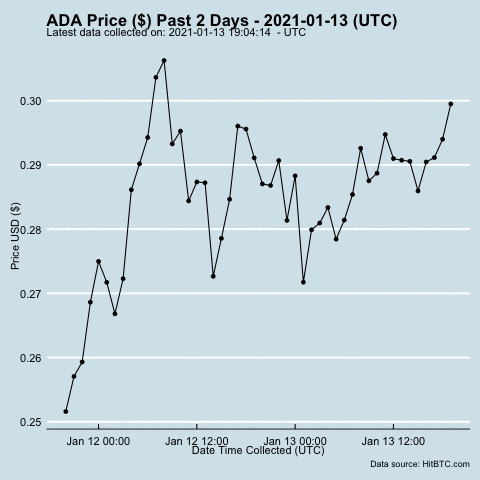 ADA Price ($) Past 2 Days - 2021-01-13 (UTC)
Latest data collected on: 2021-01-13 19:04:14 - UTC
0.30
0.29
0.28
0.27
0.26
0.25
Price USD ($)
Jan 12 00:00 Jan 12 12:00 Jan 13 00:00 Jan 13 12:00
Date Time Collected (UTC)
Data source: HitBTC.com